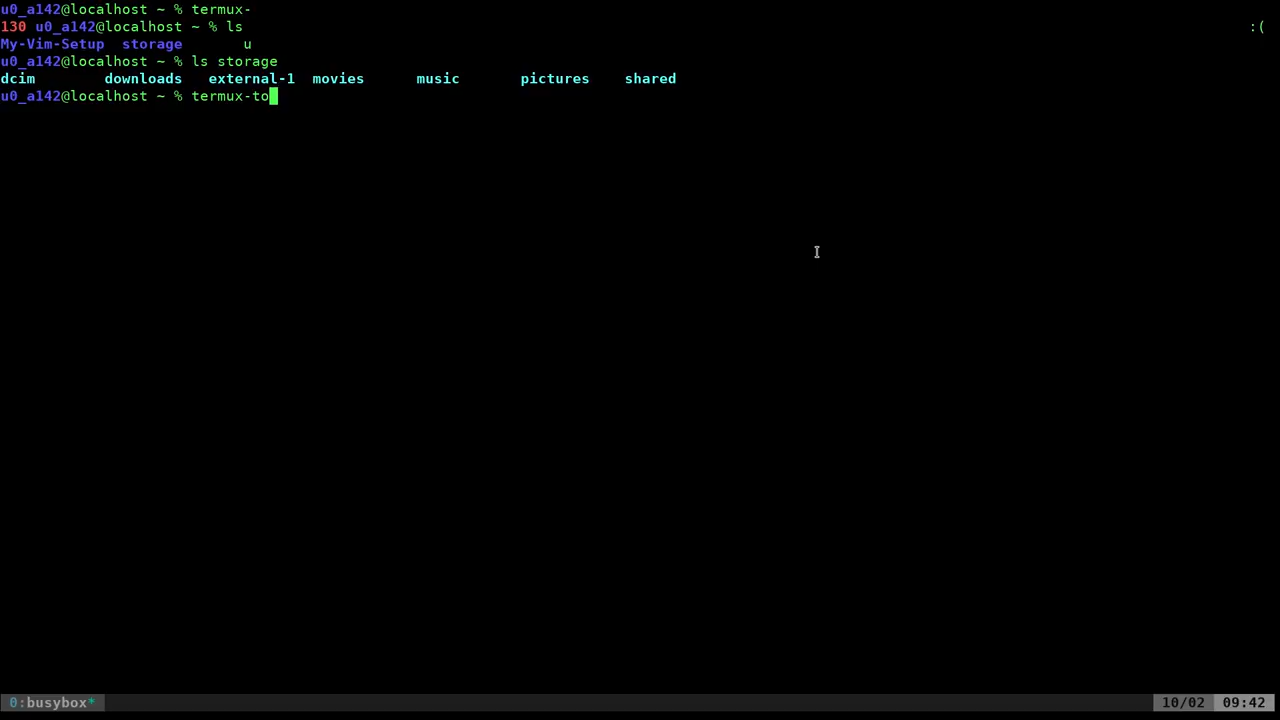 u0_a142@localhost ~ % termux-
130 u0_a142@localhost ~ % ls :(
My-Vim-Setup storage u
u0_a142@localhost ~ % ls storage
dcim downloads external-1 movies music pictures shared
u0_a142@localhost ~ % termux-to
0:busybox* 10/02 09:42